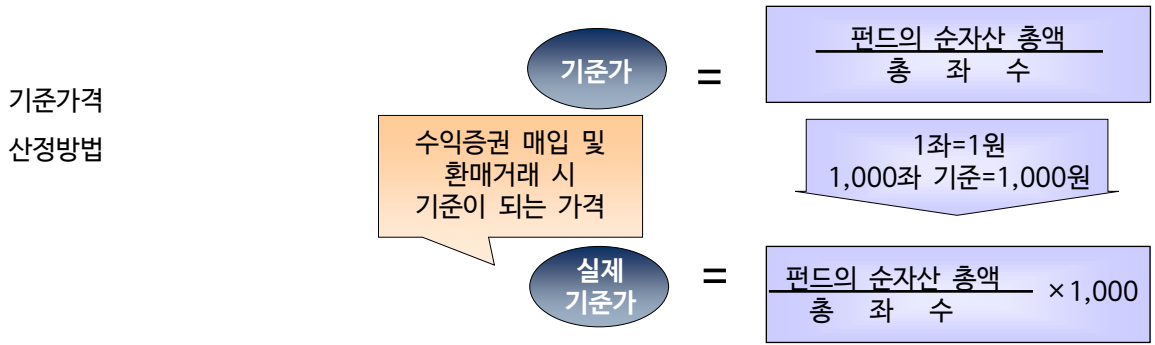 기준가격
산정방법
기준가
=
펀드의 순자산 총액
총 좌 수
수익증권 매입 및
환매거래 시
기준이 되는 가격
1좌=1원
1,000좌 기준=1,000원
실제
기준가
=
펀드의 순자산 총액
총 좌 수
×1,000